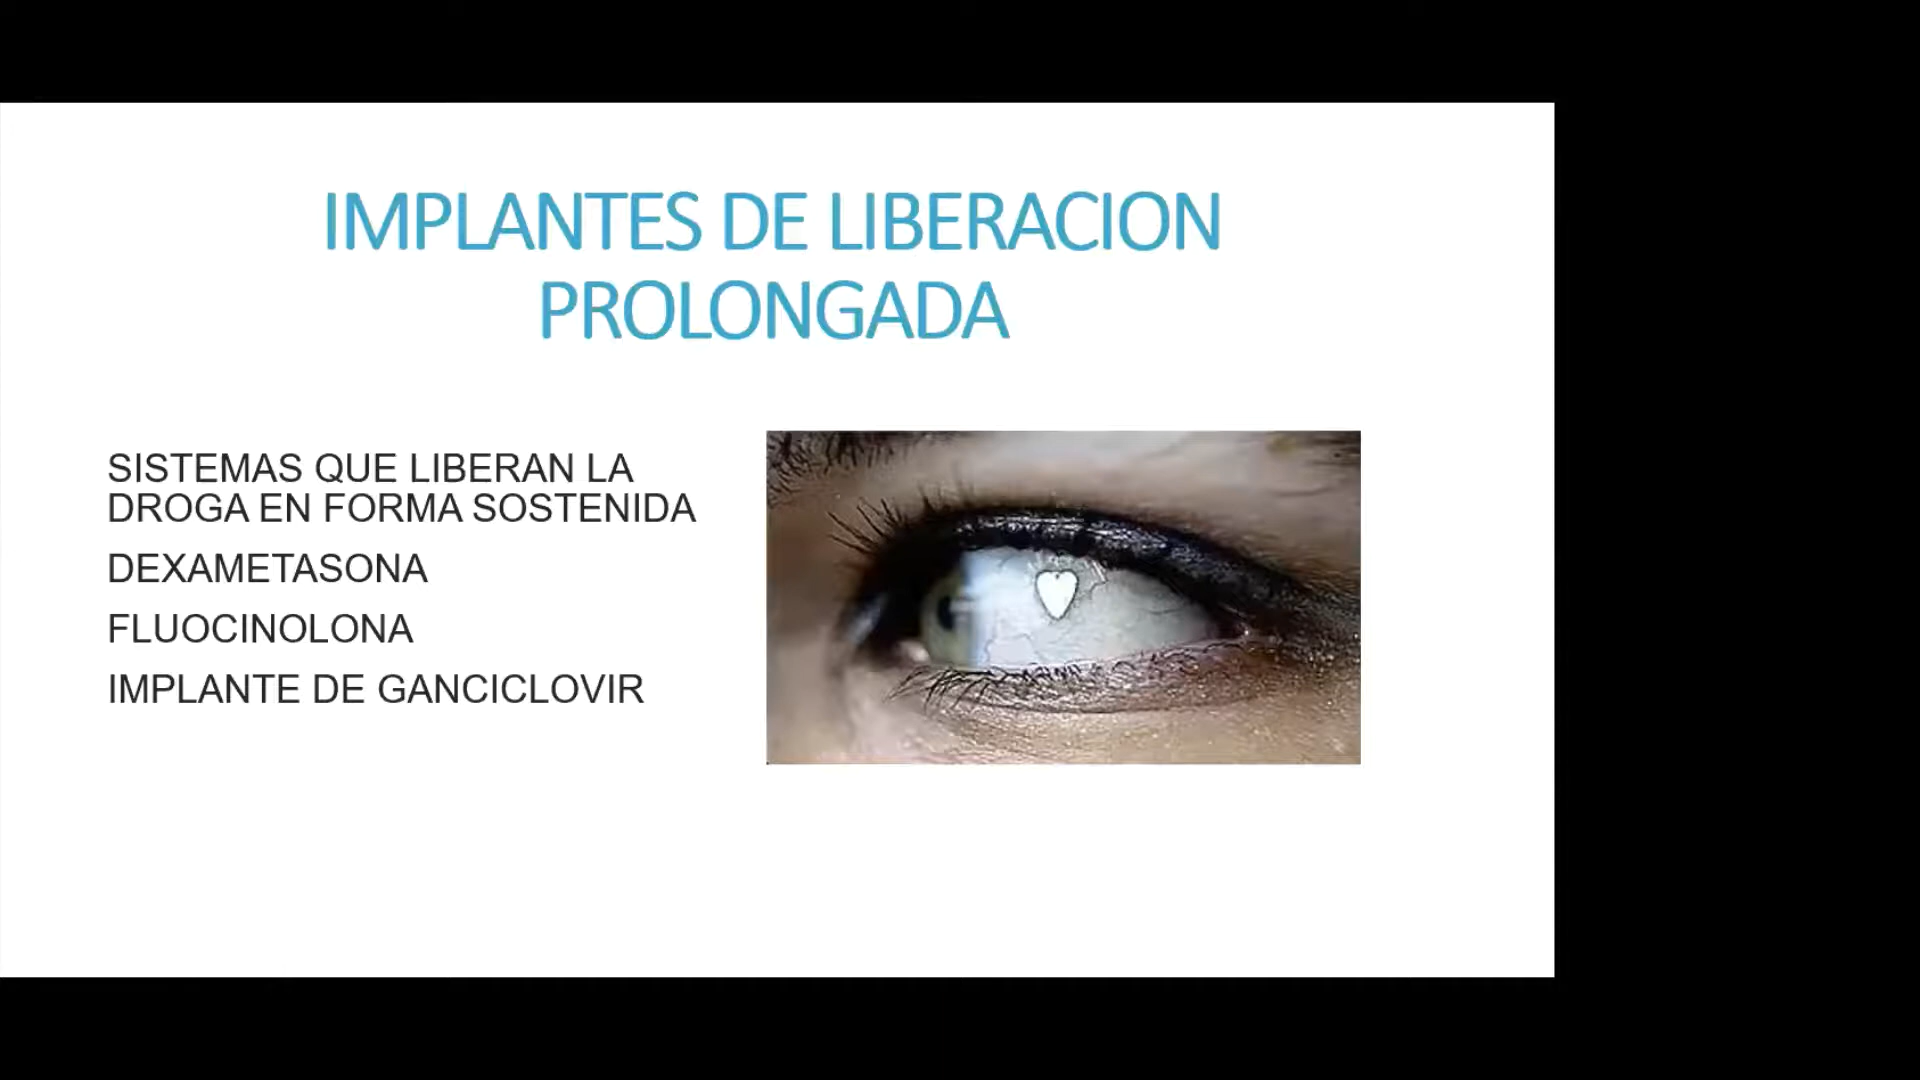 IMPLANTES DE LIBERACION
PROLONGADA
SISTEMAS QUE LIBERAN LA
DROGA EN FORMA SOSTENIDA
DEXAMETASONA
FLUOCINOLONA
IMPLANTE DE GANCICLOVIR